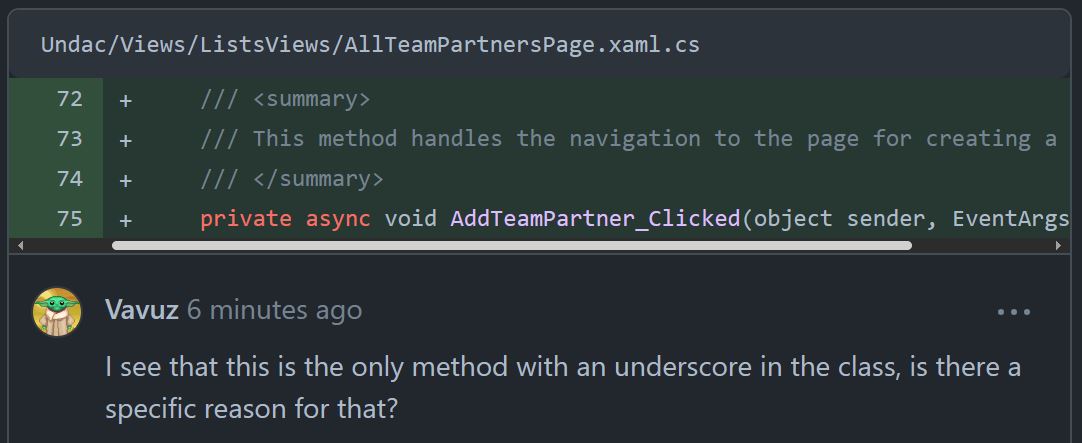 Undac/Views/ListsViews/AllTeamPartnersPage.xaml.cs
72 + /// <summary>
73 + /// This method handles the navigation to the page for creating a
74 + /// </summary>
75 + private async void AddTeamPartner_Clicked(object sender, EventArgs
Vavuz 6 minutes ago
I see that this is the only method with an underscore in the class, is there a
specific reason for that?